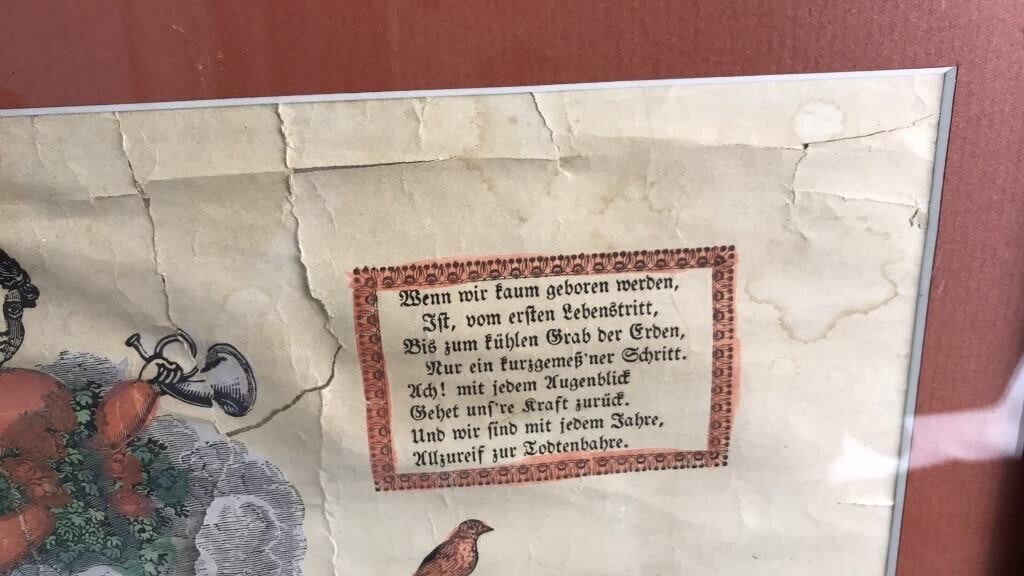 Wenn wir kaum geboren werden,
Ist, vom ersten Lebenstritt,
Bis zum kühlen Grab der Erden,
Nur ein kurzgemeß'ner Schritt.
Ach! mit jedem Augenblick
Gehet uns're Kraft zurück.
Und wir sind mit jedem Jahre,
Allzureif zur Todtenbahre.